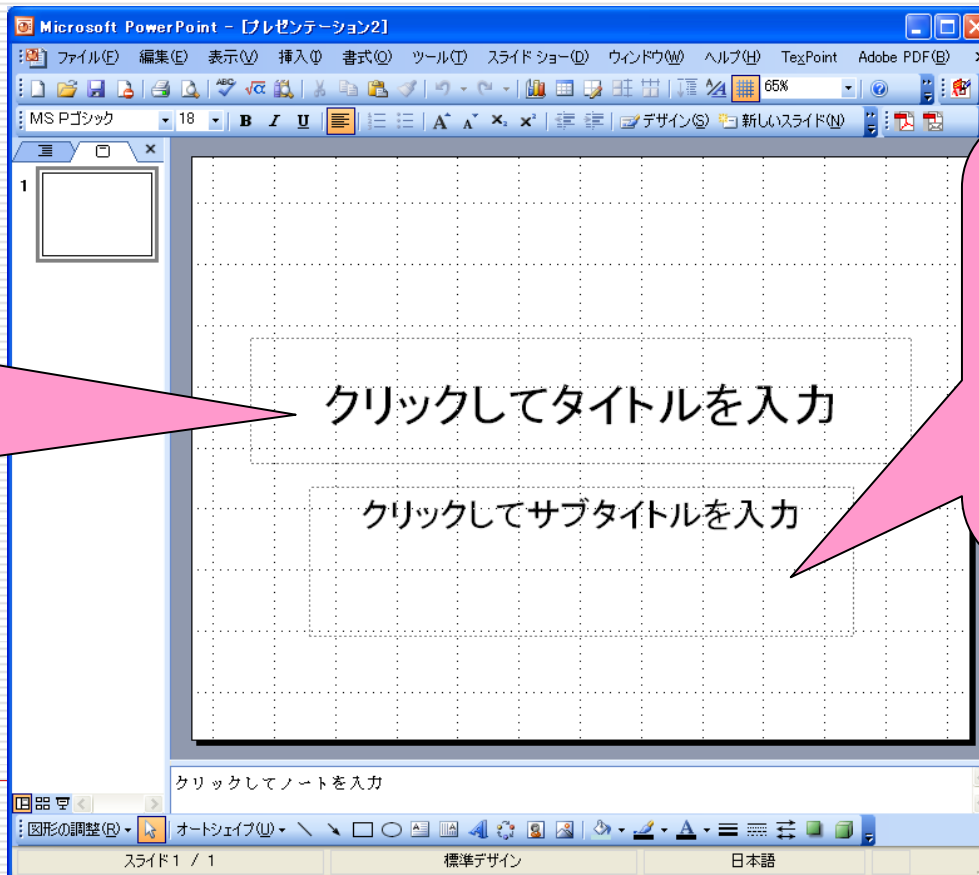 Microsoft PowerPoint - [プレゼンテーション2]
ファイル(F) 編集(E) 表示(V) 挿入(I) 書式(O) ツール(T) スライド ショー(D) ウィンドウ(W) ヘルプ(H) TexPoint Adobe PDF(B)
65%
MS Pゴシック 18 B I U デザイン(S) 新しいスライド(N)
1
クリックしてタイトルを入力
クリックしてサブタイトルを入力
クリックしてノートを入力
図形の調整(R) オートシェイプ(U)
スライド 1 / 1 標準デザイン 日本語